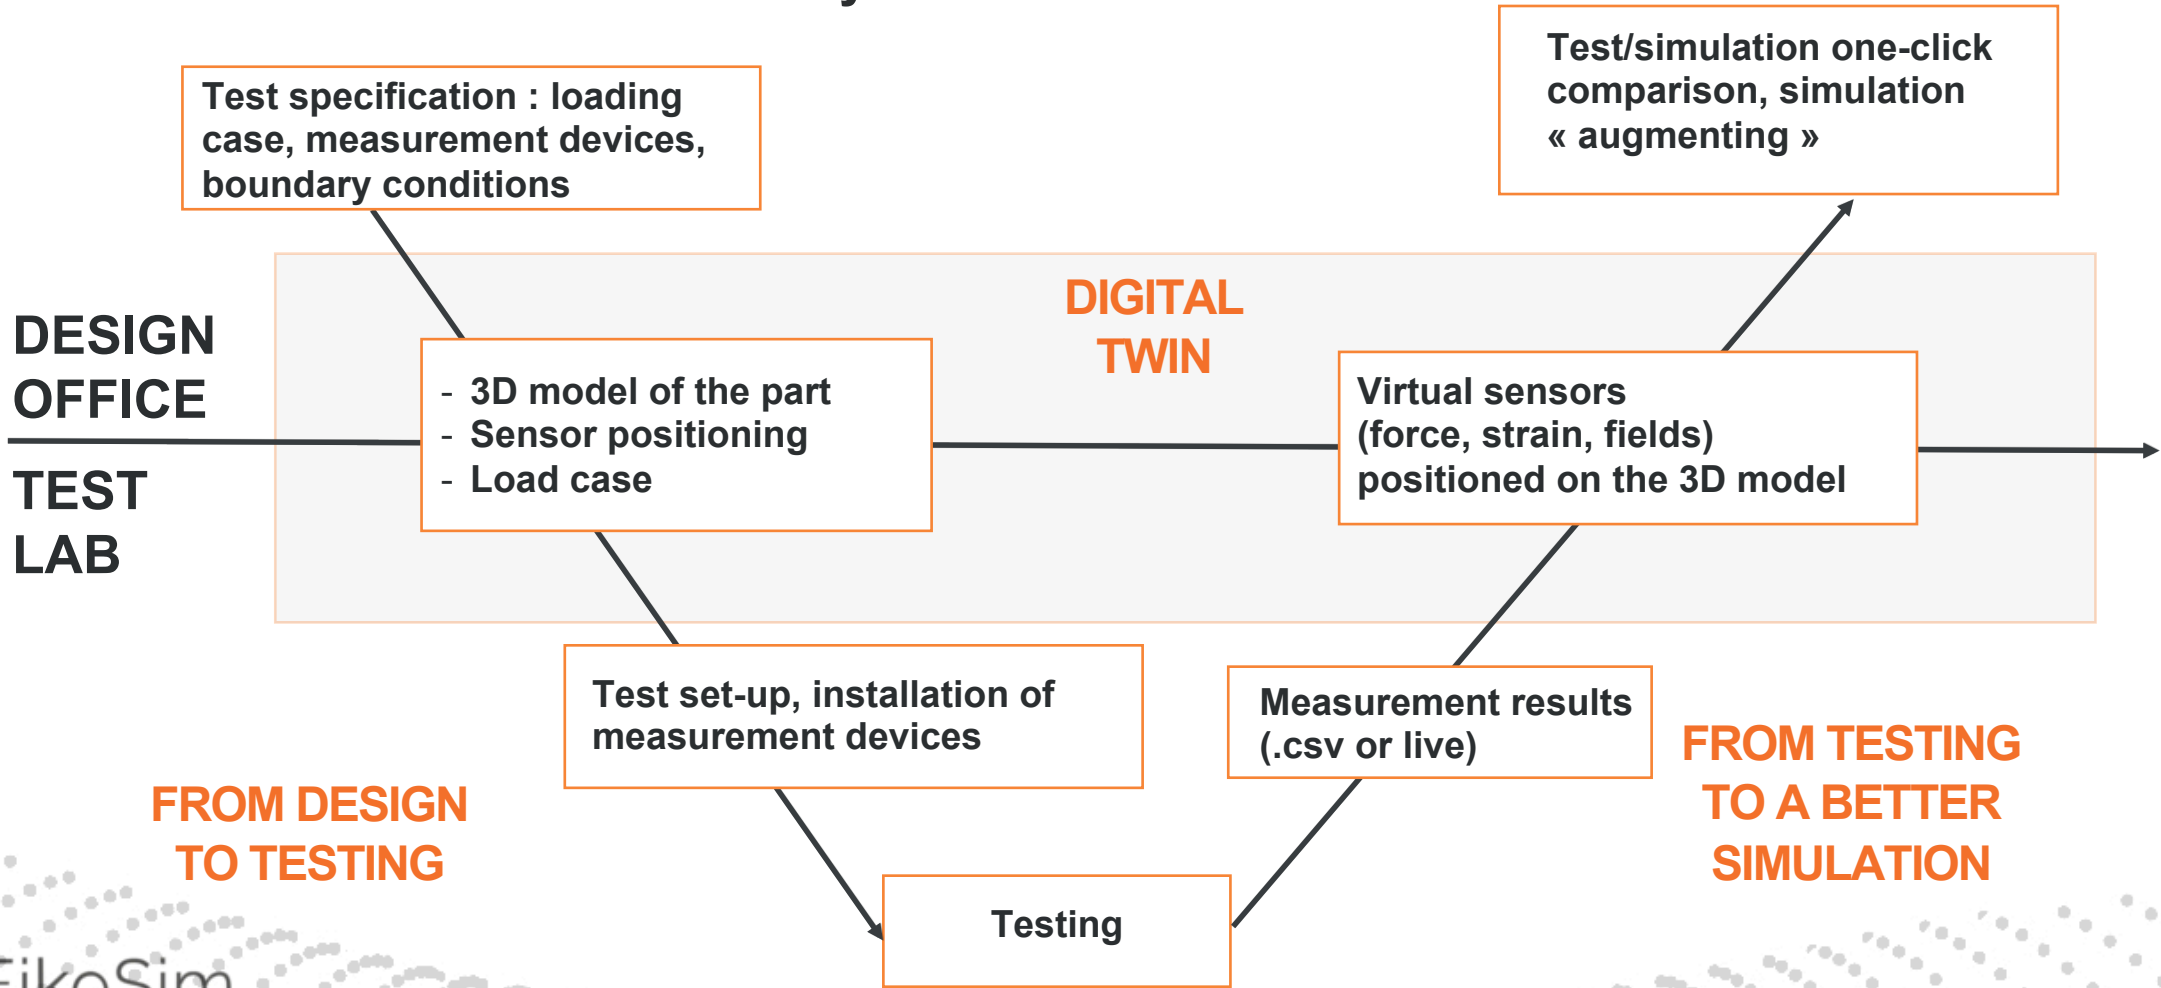 Test specification : loading
case, measurement devices,
boundary conditions
Test/simulation one-click
comparison, simulation
« augmenting »
DESIGN
OFFICE
TEST
LAB
DIGITAL
TWIN
- 3D model of the part
- Sensor positioning
- Load case
Virtual sensors
(force, strain, fields)
positioned on the 3D model
Test set-up, installation of
measurement devices
Measurement results
(.csv or live)
FROM DESIGN
TO TESTING
FROM TESTING
TO A BETTER
SIMULATION
Testing
EikoSim